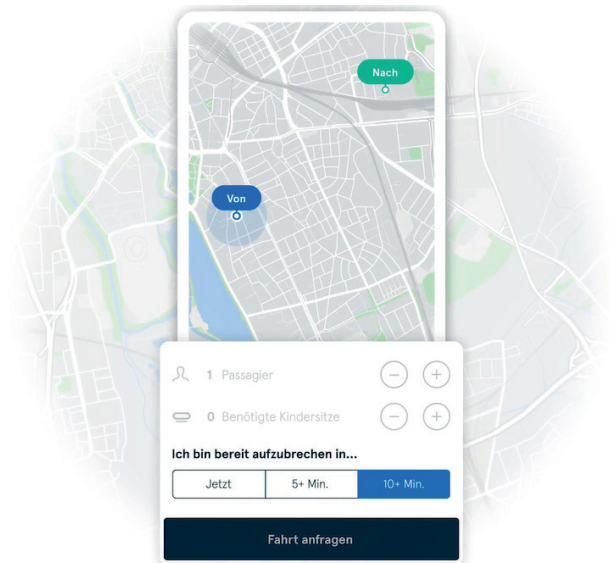 Nach
Von
1 Passagier
0 Benötigte Kindersitze
Ich bin bereit aufzubrechen in...
Jetzt 5+ Min. 10+ Min.
Fahrt anfragen